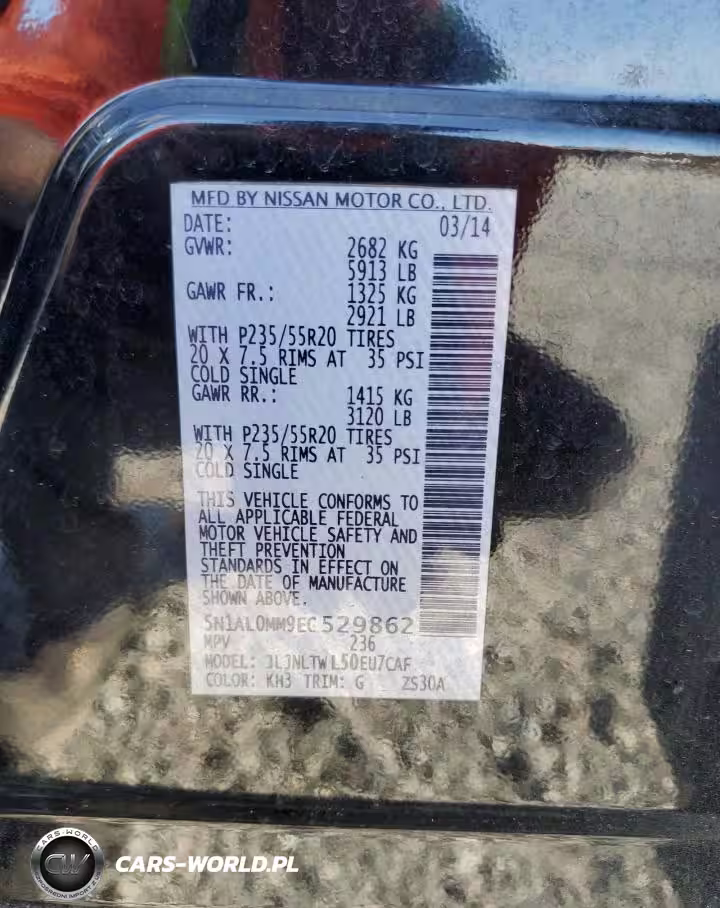 MFD BY NISSAN MOTOR CO., LTD.
DATE: 03/14
GVWR: 2682 KG
5913 LB
GAWR FR.: 1325 KG
2921 LB
WITH P235/55R20 TIRES
20 X 7.5 RIMS AT 35 PSI
COLD SINGLE
GAWR RR.: 1415 KG
3120 LB
WITH P235/55R20 TIRES
20 X 7.5 RIMS AT 35 PSI
COLD SINGLE
THIS VEHICLE CONFORMS TO
ALL APPLICABLE FEDERAL
MOTOR VEHICLE SAFETY AND
THEFT PREVENTION
STANDARDS IN EFFECT ON
THE DATE OF MANUFACTURE
SHOWN ABOVE.
5N1AL0MM9EC529862
MPV 236
MODEL: 3L3NLTWL50EU7CAF
COLOR: KH3 TRIM: G ZS30A
CARS-WORLD
CW
CARS-WORLD.PL